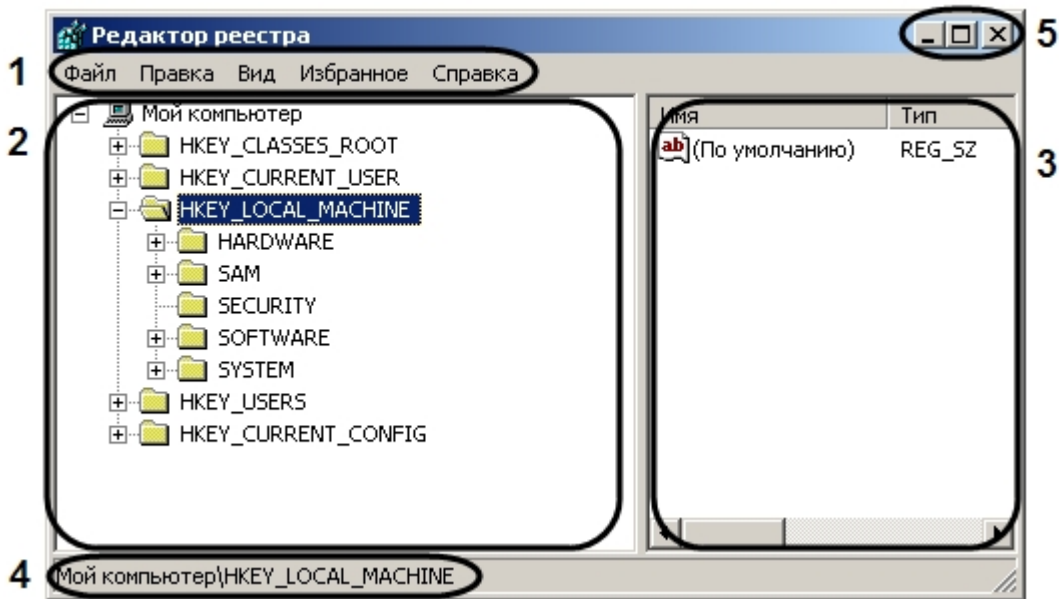 Редактор реестра
5
1
Файл Правка Вид Избранное Справка
2
Мой компьютер
HKEY_CLASSES_ROOT
HKEY_CURRENT_USER
HKEY_LOCAL_MACHINE
HARDWARE
SAM
SECURITY
SOFTWARE
SYSTEM
HKEY_USERS
HKEY_CURRENT_CONFIG
Имя Тип
ab (По умолчанию) REG_SZ
3
4
Мой компьютер\HKEY_LOCAL_MACHINE